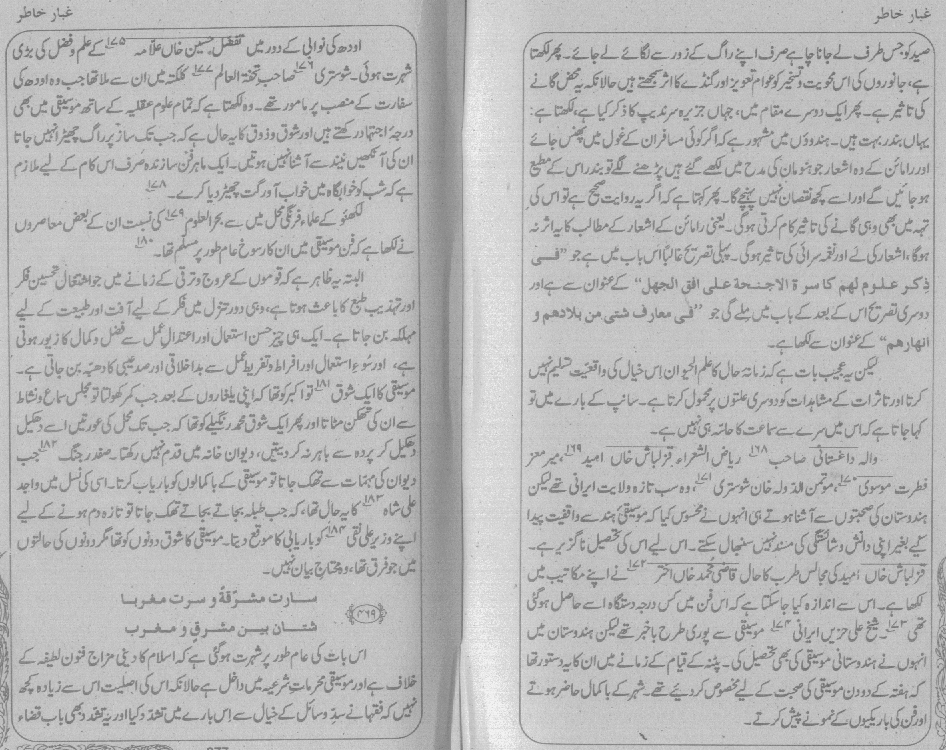 غبار خاطر
صید کو جس طرف لے جانا چاہے صرف اپنے راگ کے زور سے لگائے لے جائے۔ پھر لکھتا
ہے، جانوروں کی اس محویت و تسخیر کو عوام تعویذ اور گنڈے کا اثر سمجھتے ہیں حالانکہ یہ محض گانے
کی تاثیر ہے۔ پھر ایک دوسرے مقام میں، جہاں جزیرہ سرندیپ کا ذکر کیا ہے، لکھتا ہے:
یہاں بندر بہت ہیں۔ ہندوؤں میں مشہور ہے کہ اگر کوئی مسافر ان کے غول میں پھنس جائے
اور رامائن کے وہ اشعار جو ہنومان کی مدح میں لکھے گئے ہیں پڑھنے لگے تو بندر اس کے مطیع
ہو جائیں گے اور اسے کچھ نقصان نہیں پہنچے گا۔ پھر کہتا ہے کہ اگر یہ روایت صحیح ہے تو اس کی
تہہ میں بھی وہی گانے کی تاثیر کام کرتی ہوگی۔ یعنی رامائن کے اشعار کے مطالب کا یہ اثر نہ
ہوگا، اشعار کی لَے اور نغمہ سرائی کی تاثیر ہوگی۔ پہلی تصریح غالباً اس باب میں ہے جو ”فی
ذکر علوم لھم کاسرۃ الاجنحۃ علی افق الجھل“ کے عنوان سے ہے اور
دوسری تصریح اس کے بعد کے باب میں ملے گی جو ”فی معارف شتی من بلادھم و
انھارھم“ کے عنوان سے لکھا ہے۔
لیکن یہ عجیب بات ہے کہ زمانہ حال کا علم الحیوان اس خیال کی واقعیت تسلیم نہیں
کرتا اور تاثرات کے مشاہدات کو دوسری علتوں پر محمول کرتا ہے۔ سانپ کے بارے میں تو
کہا جاتا ہے کہ اس میں سرے سے سماعت کا حاسّہ ہی نہیں ہے۔
والہ داغستانی صاحب ۱۶۸ ریاض الشعراء، قزلباش خاں امید ۱۶۹، میر معز
فطرت موسوی ۱۷۰، موتمن الدولہ خان شوستری ۱۷۱، وہ سب تازہ ولایت ایرانی تھے لیکن
ہندوستان کی صحبتوں سے آشنا ہوتے ہی انہوں نے محسوس کیا کہ موسیقیٔ ہند سے واقفیت پیدا
کیے بغیر اپنی دانش و شائستگی کی مسند نہیں سنبھال سکتے۔ اس لیے اس کی تحصیل ناگزیر ہے۔
قزلباش خاں امید کی مجالس طرب کا حال قاضی محمد خاں اختر ۱۷۲ نے اپنے مکاتیب میں
لکھا ہے۔ اس سے اندازہ کیا جاسکتا ہے کہ اس فن میں کس درجہ دستگاہ اسے حاصل ہوگئی
تھی ۱۷۳۔ شیخ علی حزیں ایرانی ۱۷۴ موسیقی سے پوری طرح باخبر تھے لیکن ہندوستان میں
انہوں نے ہندوستانی موسیقی کی بھی تحصیل کی۔ پٹنہ کے قیام کے زمانے میں ان کا یہ دستور تھا
کہ ہفتہ کے دو دن موسیقی کی صحبت کے لیے مخصوص کر دیے تھے۔ شہر کے باکمال حاضر ہوتے
اور فن کی باریکیوں کے نمونے پیش کرتے۔
غبار خاطر
اودھ کی نوابی کے دور میں تفضل حسین خاں علاّمہ ۱۷۵ کے علم و فضل کی بڑی
شہرت ہوئی۔ شوستری ۱۷۶ صاحب تحفۃ العالم ۱۷۷ کلکتہ میں ان سے ملا تھا جب وہ اودھ کی
سفارت کے منصب پر مامور تھے۔ وہ لکھتا ہے کہ تمام علوم عقلیہ کے ساتھ موسیقی میں بھی
درجۂ اجتہاد رکھتے ہیں اور شوق و ذوق کا یہ حال ہے کہ جب تک ساز پر راگ چھیڑا نہیں جاتا
ان کی آنکھیں نیند سے آشنا نہیں ہوتیں۔ ایک ماہر فن سازندہ صرف اس کام کے لیے ملازم
ہے کہ شب کو خوابگاہ میں خواب آور گت چھیڑ دیا کرے۔ ۱۷۸
لکھنؤ کے علماء فرنگی محل میں سے بحر العلوم ۱۷۹ کی نسبت ان کے بعض معاصروں
نے لکھا ہے کہ فن موسیقی میں ان کا رسوخ عام طور پر مسلّم تھا۔ ۱۸۰
البتہ یہ ظاہر ہے کہ قوموں کے عروج و ترقی کے زمانے میں جو اشتغال تحسین فکر
اور تہذیب طبع کا باعث ہوتا ہے، وہی دور تنزل میں فکر کے لیے آفت اور طبیعت کے لیے
مہلکہ بن جاتا ہے۔ ایک ہی چیز حسن استعمال اور اعتدال عمل سے فضل و کمال کا زیور ہوتی
ہے، اور سوءِ استعمال اور افراط و تفریط عمل سے بداخلاقی اور صد عیبی کا دھبّہ بن جاتی ہے۔
موسیقی کا ایک شوق ۱۸۱ تو اکبر کو تھا کہ اپنی یلغاروں کے بعد جب کمر کھولتا تو مجلس سماع و نشاط
سے ان کی تھکن مٹاتا اور پھر ایک شوق محمد شاہ رنگیلے کو تھا کہ جب تک محل کی عورتیں اسے دھکیل
دھکیل کر پردہ سے باہر نہ کر دیتیں، دیوان خانہ میں قدم نہیں رکھتا۔ صفدر جنگ ۱۸۲ جب
دیوان کی مہمات سے تھک جاتا تو موسیقی کے باکمالوں کو باریاب کرتا۔ اسی کی نسل میں واجد
علی شاہ ۱۸۳ کا یہ حال تھا، کہ جب طبلہ بجاتے بجاتے تھک جاتا تو تازہ دم ہونے کے لیے
اپنے وزیر علی نقی ۱۸۴ کو باریابی کا موقع دیتا۔ موسیقی کا شوق دونوں کو تھا مگر دونوں کی حالتوں
میں جو فرق تھا، وہ محتاج بیان نہیں۔
سارت مشرّقۃ و سرت مغربا
﴿۴۶۹﴾
شتان بین مشرق و مغرب
اس بات کی عام طور پر شہرت ہوگئی ہے کہ اسلام کا دینی مزاج فنون لطیفہ کے
خلاف ہے اور موسیقی محرمات شرعیہ میں داخل ہے حالانکہ اس کی اصلیت اس سے زیادہ کچھ
نہیں کہ فقہا نے سدِّ وسائل کے خیال سے اس بارے میں تشدّد کیا اور یہ تشدد بھی باب قضاء